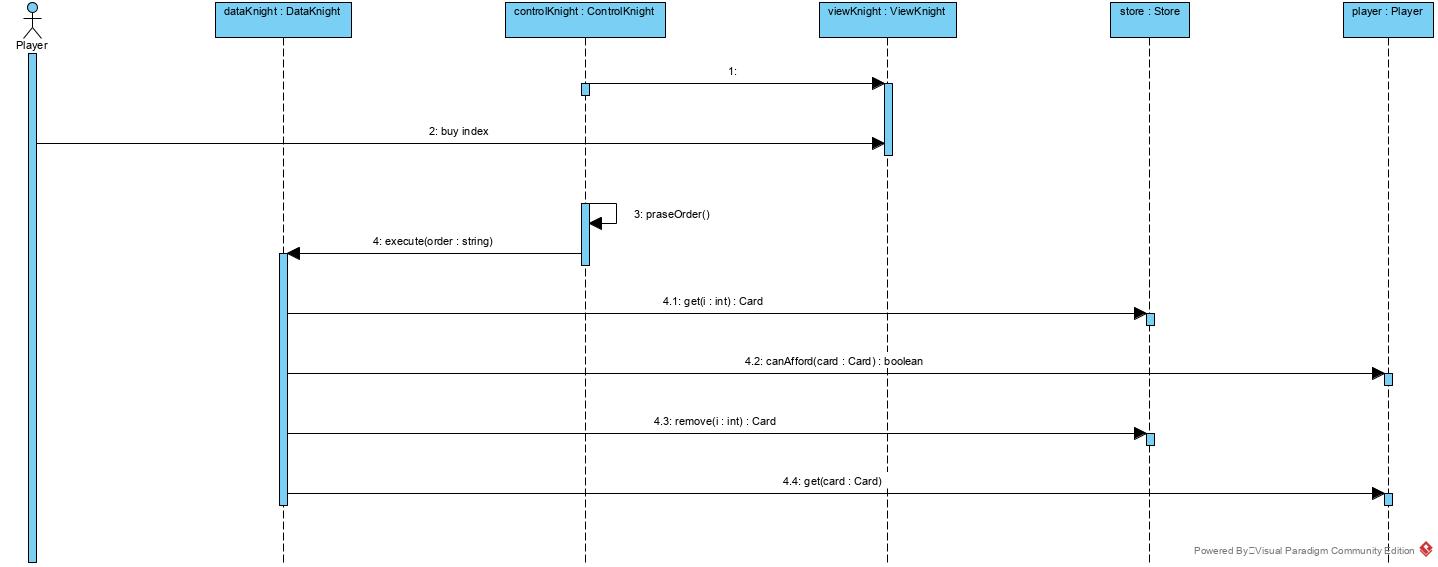 Player
dataKnight : DataKnight
controlKnight : ControlKnight
viewKnight : ViewKnight
store : Store
player : Player
1:
2: buy index
3: praseOrder()
4: execute(order : string)
4.1: get(i : int) : Card
4.2: canAfford(card : Card) : boolean
4.3: remove(i : int) : Card
4.4: get(card : Card)
Powered By Visual Paradigm Community Edition